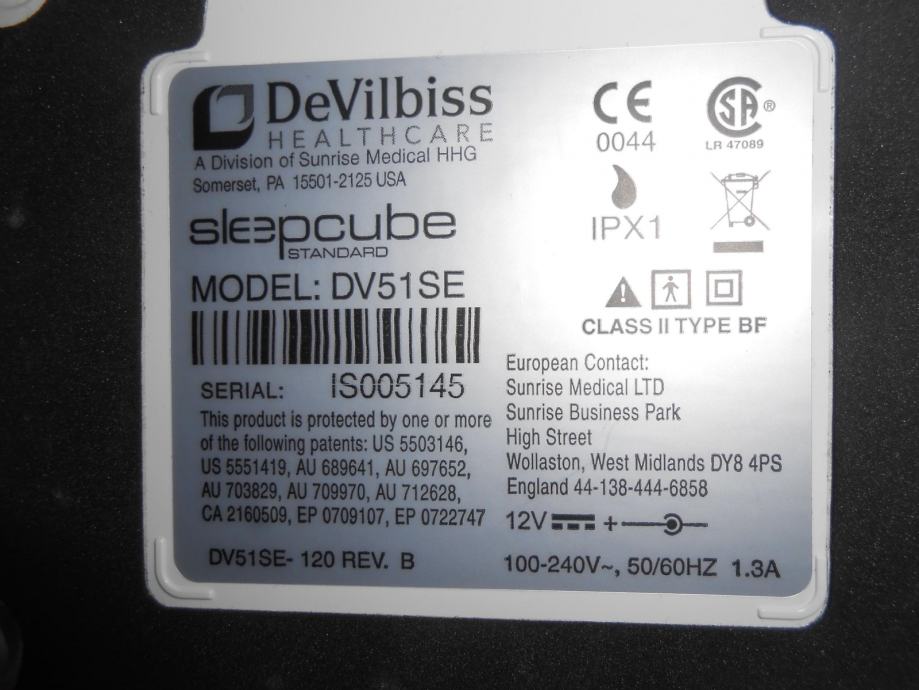 DeVilbiss
HEALTHCARE
A Division of Sunrise Medical HHG
Somerset, PA 15501-2125 USA
sleepcube
STANDARD
MODEL: DV51SE
SERIAL: IS005145
This product is protected by one or more
of the following patents: US 5503146,
US 5551419, AU 689641, AU 697652,
AU 703829, AU 709970, AU 712628,
CA 2160509, EP 0709107, EP 0722747
DV51SE- 120 REV. B
CE
0044
CSA ®
LR 47089
IPX1
CLASS II TYPE BF
European Contact:
Sunrise Medical LTD
Sunrise Business Park
High Street
Wollaston, West Midlands DY8 4PS
England 44-138-444-6858
12V
100-240V~, 50/60HZ 1.3A